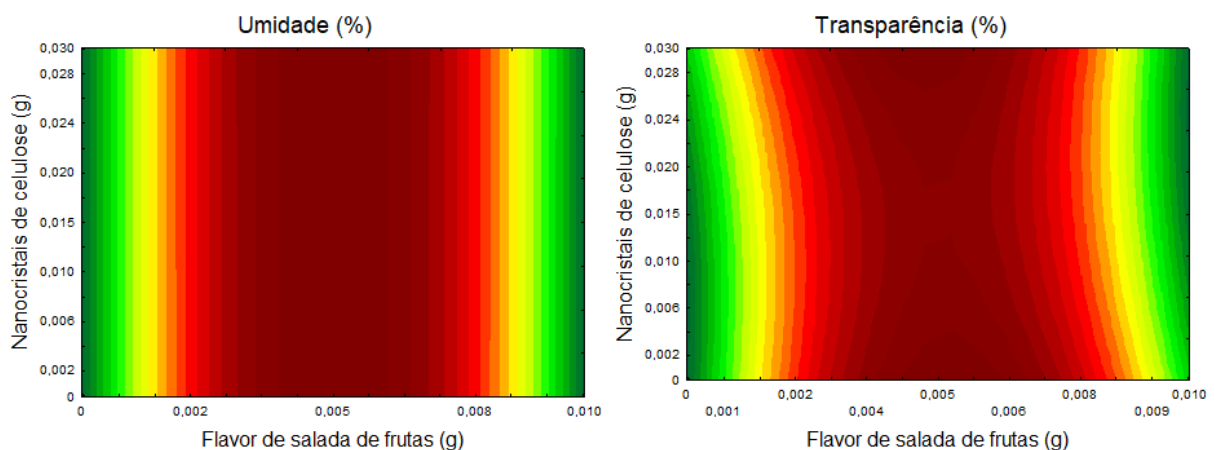 Umidade (%)
Nanocristais de celulose (g)
0,030
0,028
0,024
0,020
0,015
0,010
0,006
0,002
0
0 0,002 0,005 0,008 0,010
Flavor de salada de frutas (g)
Transparência (%)
Nanocristais de celulose (g)
0,030
0,028
0,024
0,020
0,015
0,010
0,006
0,002
0
0 0,002 0,005 0,008 0,010
0,001 0,004 0,006 0,009
Flavor de salada de frutas (g)